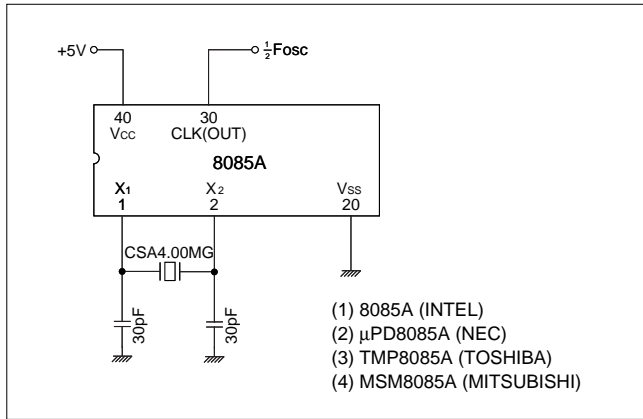 +5V
½Fosc
40
30
VCC
CLK(OUT)
8085A
X1
X2
VSS
1
2
20
CSA4.00MG
30pF
30pF
(1) 8085A (INTEL)
(2) µPD8085A (NEC)
(3) TMP8085A (TOSHIBA)
(4) MSM8085A (MITSUBISHI)